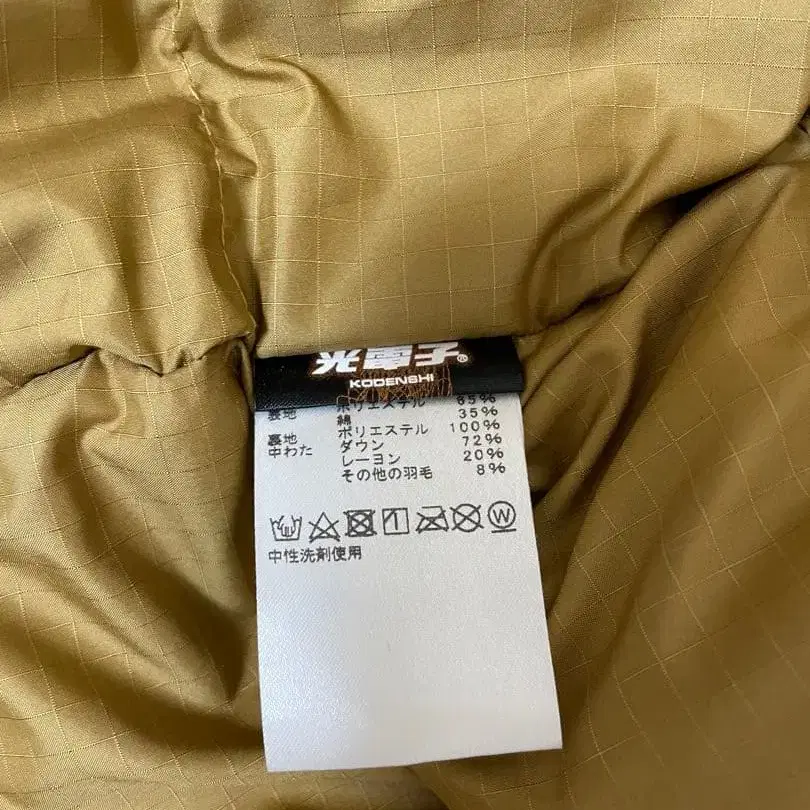 光電子®
KODENSHI
表地 ポリエステル 65%
綿 35%
裏地 ポリエステル 100%
中わた ダウン 72%
レーヨン 20%
その他の羽毛 8%
W
中性洗剤使用